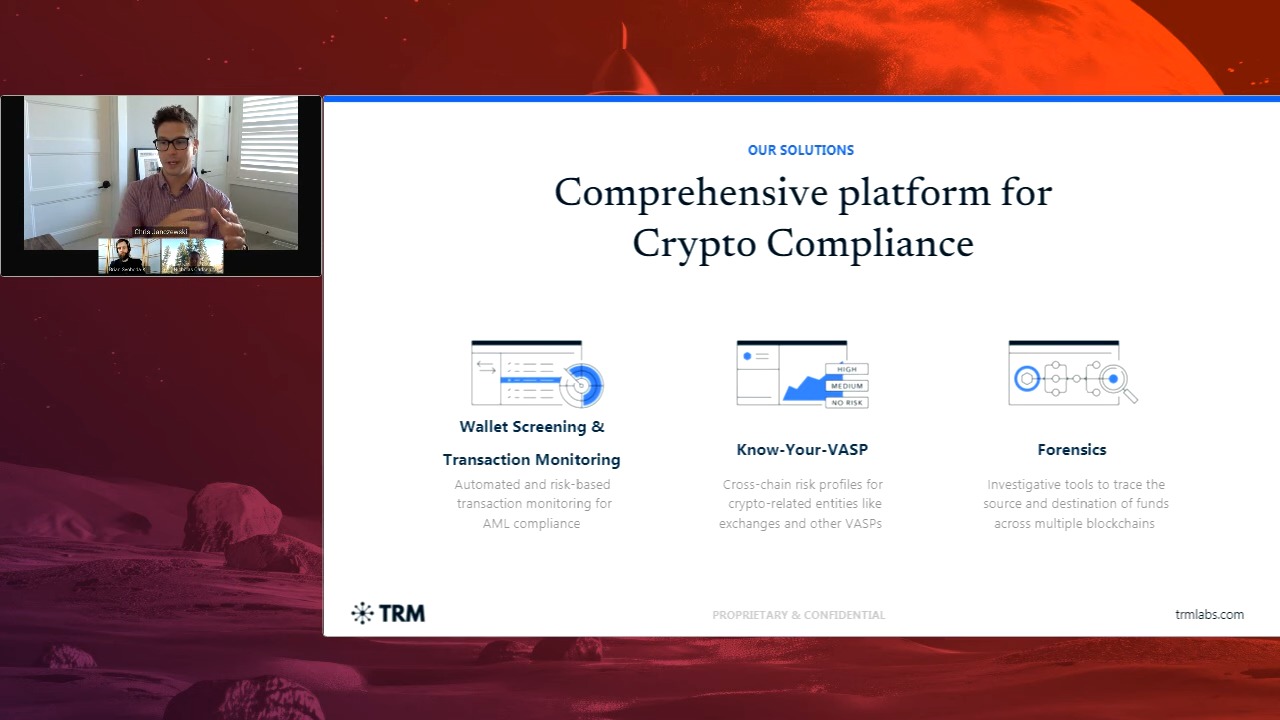 Chris Janczewski
OUR SOLUTIONS
Comprehensive platform for
Crypto Compliance
HIGH
MEDIUM
NO RISK
Wallet Screening &
Transaction Monitoring
Automated and risk-based
transaction monitoring for
AML compliance
Know-Your-VASP
Cross-chain risk profiles for
crypto-related entities like
exchanges and other VASPs
Forensics
Investigative tools to trace the
source and destination of funds
across multiple blockchains
TRM
PROPRIETARY & CONFIDENTIAL
trmlabs.com